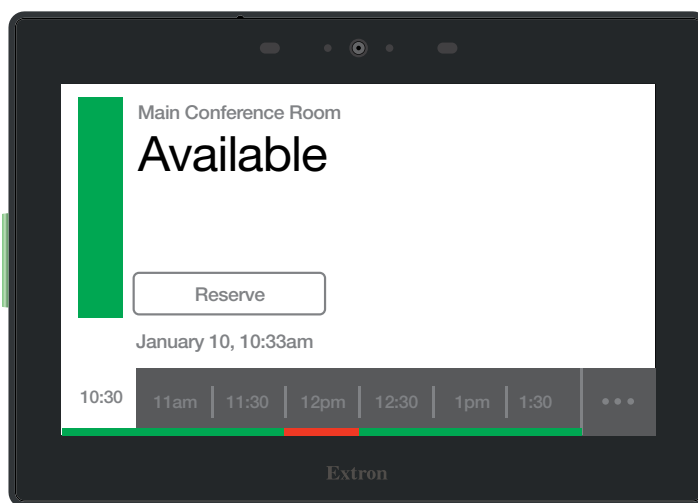 Main Conference Room
Available
Reserve
January 10, 10:33am
10:30 11am 11:30 12pm 12:30 1pm 1:30
Extron